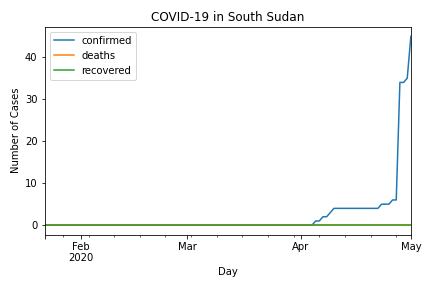 COVID-19 in South Sudan
confirmed
deaths
recovered
Number of Cases
40
30
20
10
0
Feb
2020
Mar
Apr
May
Day